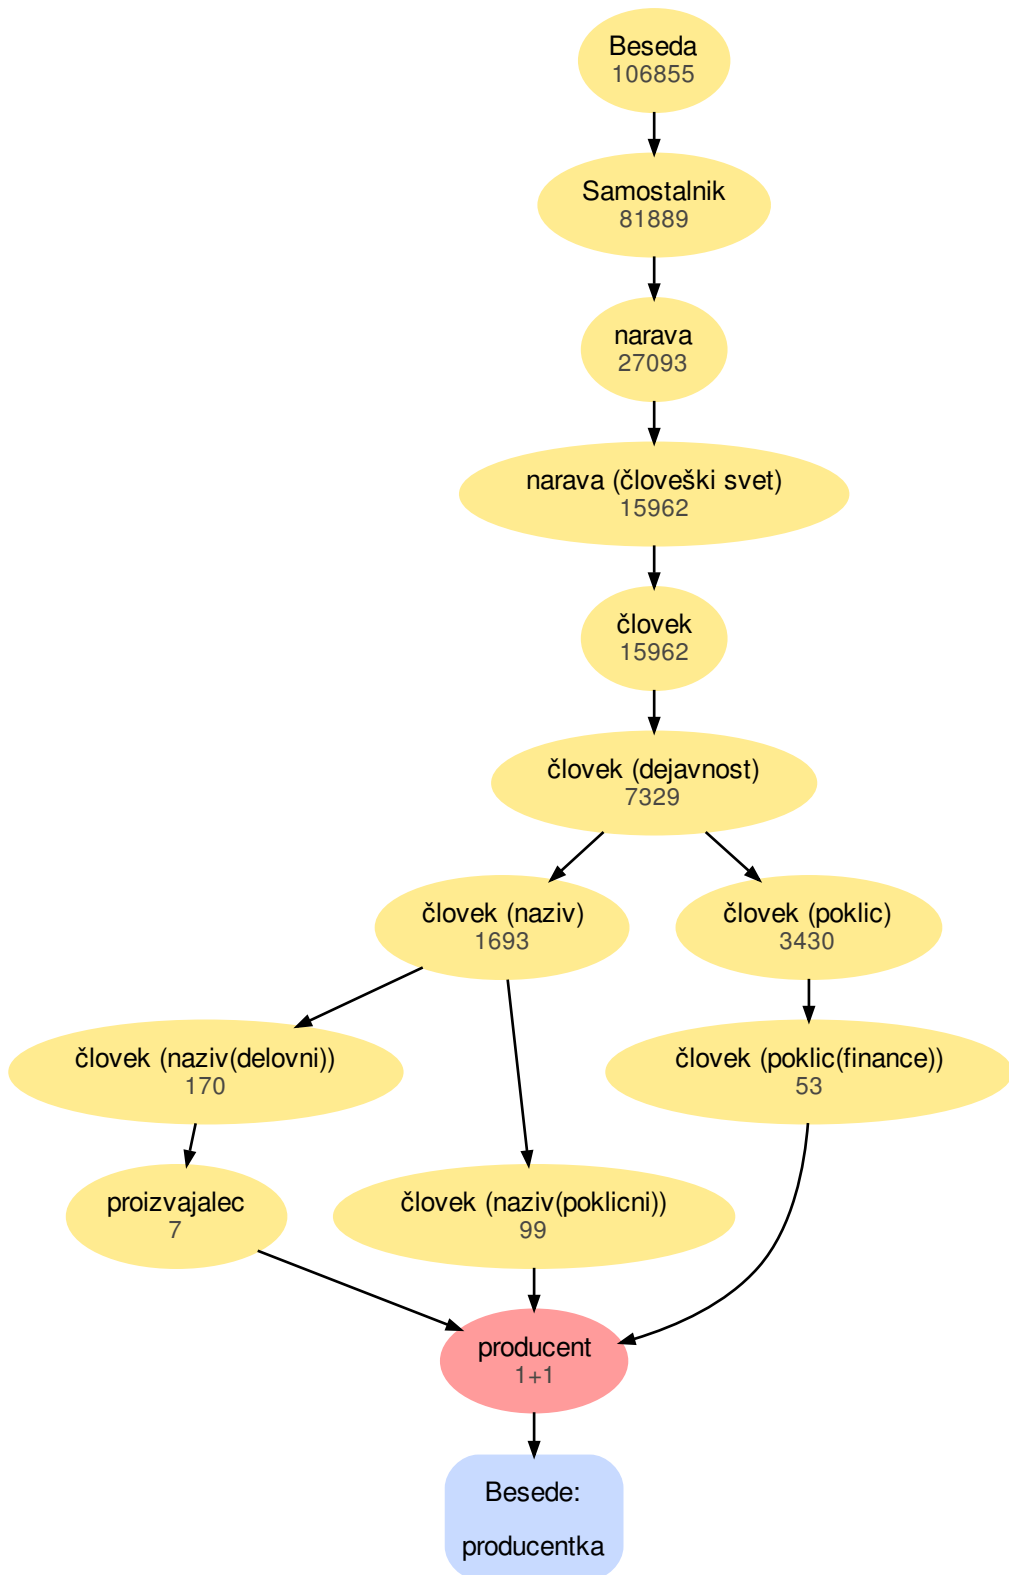 Beseda
106855
Samostalnik
81889
narava
27093
narava (človeški svet)
15962
človek
15962
človek (dejavnost)
7329
človek (naziv)
1693
človek (poklic)
3430
človek (naziv(delovni))
170
človek (poklic(finance))
53
proizvajalec
7
človek (naziv(poklicni))
99
producent
1+1
Besede:
producentka